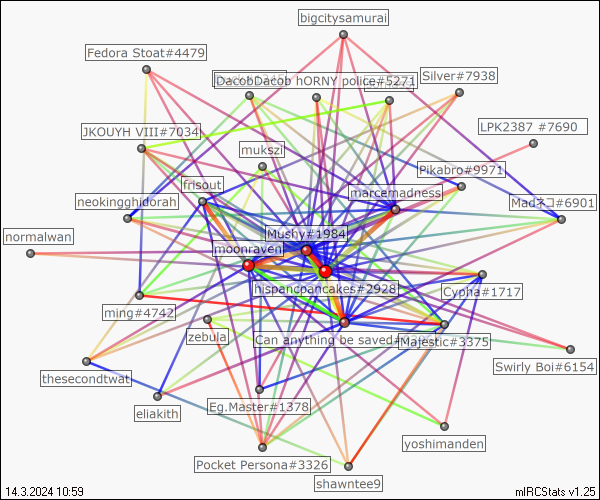 bigcitysamurai
Fedora Stoat#4479
DacobDacob hORNY police#5271
Silver#7938
LPK2387 #7690
JKOUYH VIII#7034
mukszi
Pikabro#9971
frisout
marcemadness
neokingghidorah
Madネコ#6901
Mushy#1984
normalwan
moonraven
hispancpancakes#2928
Cypha#1717
ming#4742
zebula
Can anything be saved#
Majestic#3375
Swirly Boi#6154
thesecondtwat
eliakith
Eg.Master#1378
yoshimanden
Pocket Persona#3326
shawntee9
14.3.2024 10:59
mIRCStats v1.25